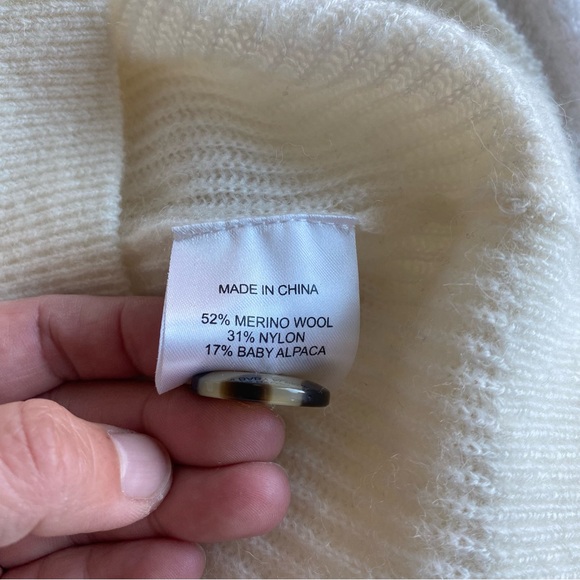 MADE IN CHINA
52% MERINO WOOL
31% NYLON
17% BABY ALPACA